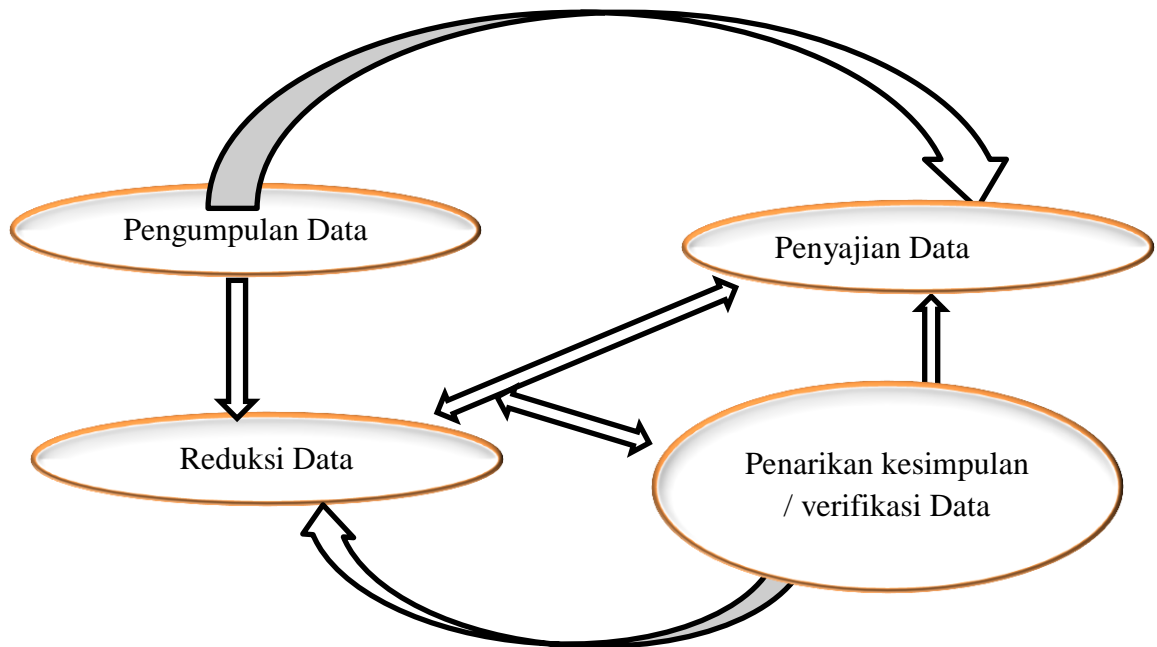 Pengumpulan Data
Penyajian Data
Reduksi Data
Penarikan kesimpulan
/ verifikasi Data